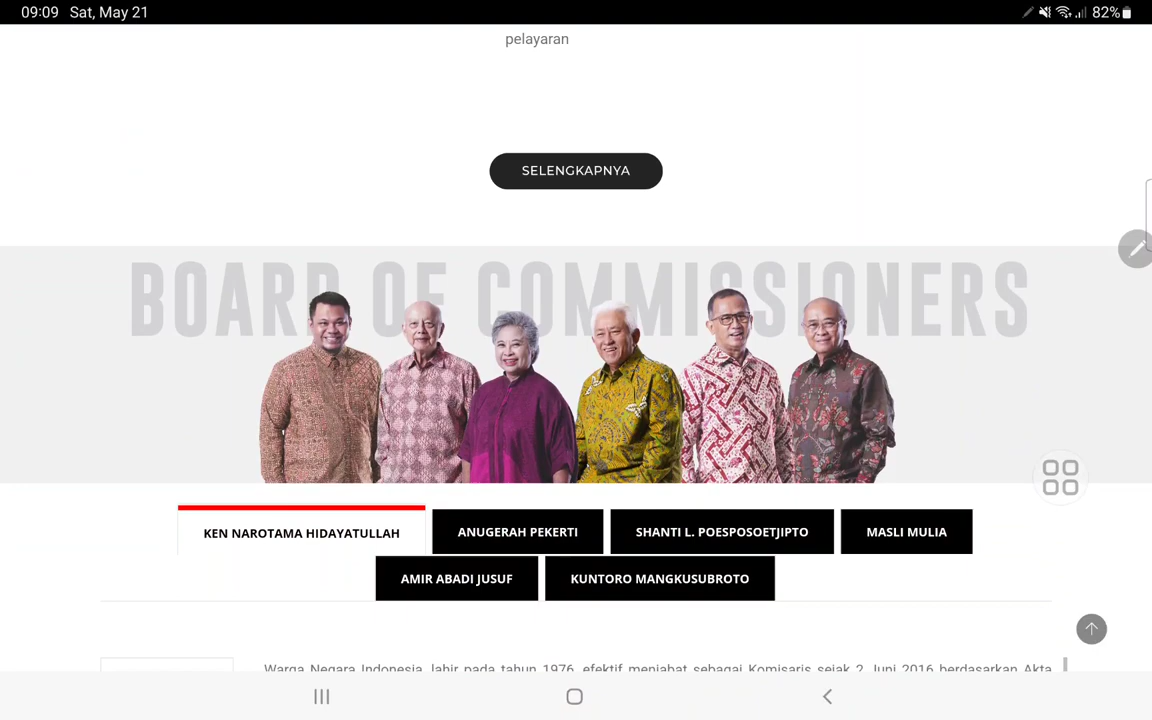 09:09 Sat, May 21
82%
pelayaran
SELENGKAPNYA
BOARD OF COMMISSIONERS
KEN NAROTAMA HIDAYATULLAH
ANUGERAH PEKERTI
SHANTI L. POESPOSOETJIPTO
MASLI MULIA
AMIR ABADI JUSUF
KUNTORO MANGKUSUBROTO
Warga Negara Indonesia, lahir pada tahun 1976, efektif menjabat sebagai Komisaris sejak 2 Juni 2016 berdasarkan Akta